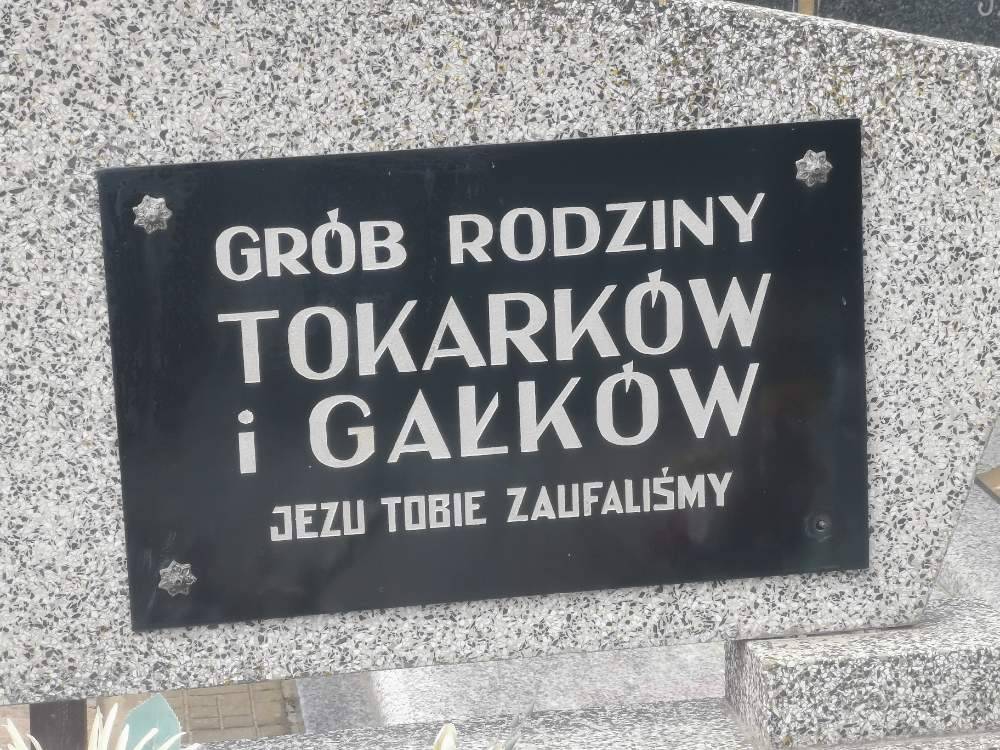 GRÓB RODZINY
TOKARKÓW
i GAŁKÓW
JEZU TOBIE ZAUFALIŚMY